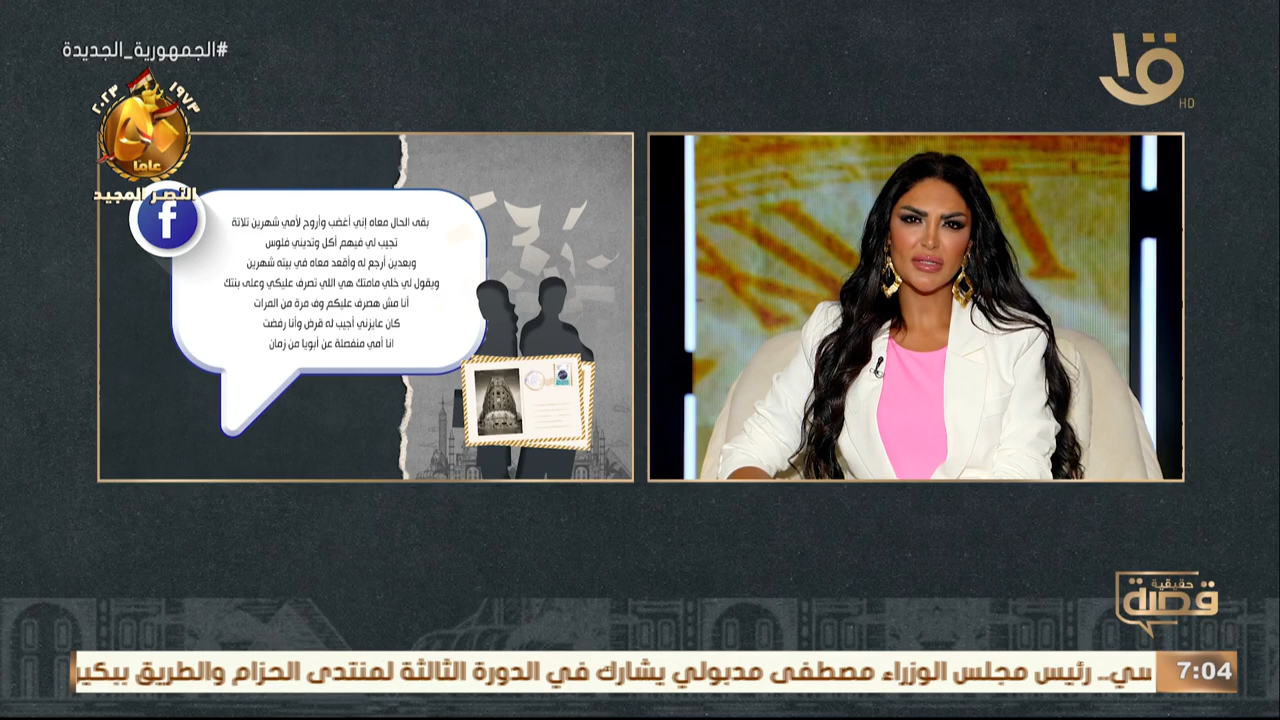 #الجمهورية_الجديدة
١٩٧٣
٢٠٢٣
٥٠
عامًا
النصر المجيد
HD
f
بقى الحال معاه إني أغضب وأروح لأمي شهرين تلاتة
تجيب لي فيهم أكل وتديني فلوس
وبعدين أرجع له وأقعد معاه في بيته شهرين
ويقول لي خلي مامتك هي اللي تصرف عليكي وعلى بنتك
أنا مش هصرف عليكم وف مرة من المرات
كان عايزني أجيب له قرض وأنا رفضت
انا أمي منفصلة عن أبويا من زمان
قصة
حقيقية
سي.. رئيس مجلس الوزراء مصطفى مدبولي يشارك في الدورة الثالثة لمنتدى الحزام والطريق ببكين
7:04